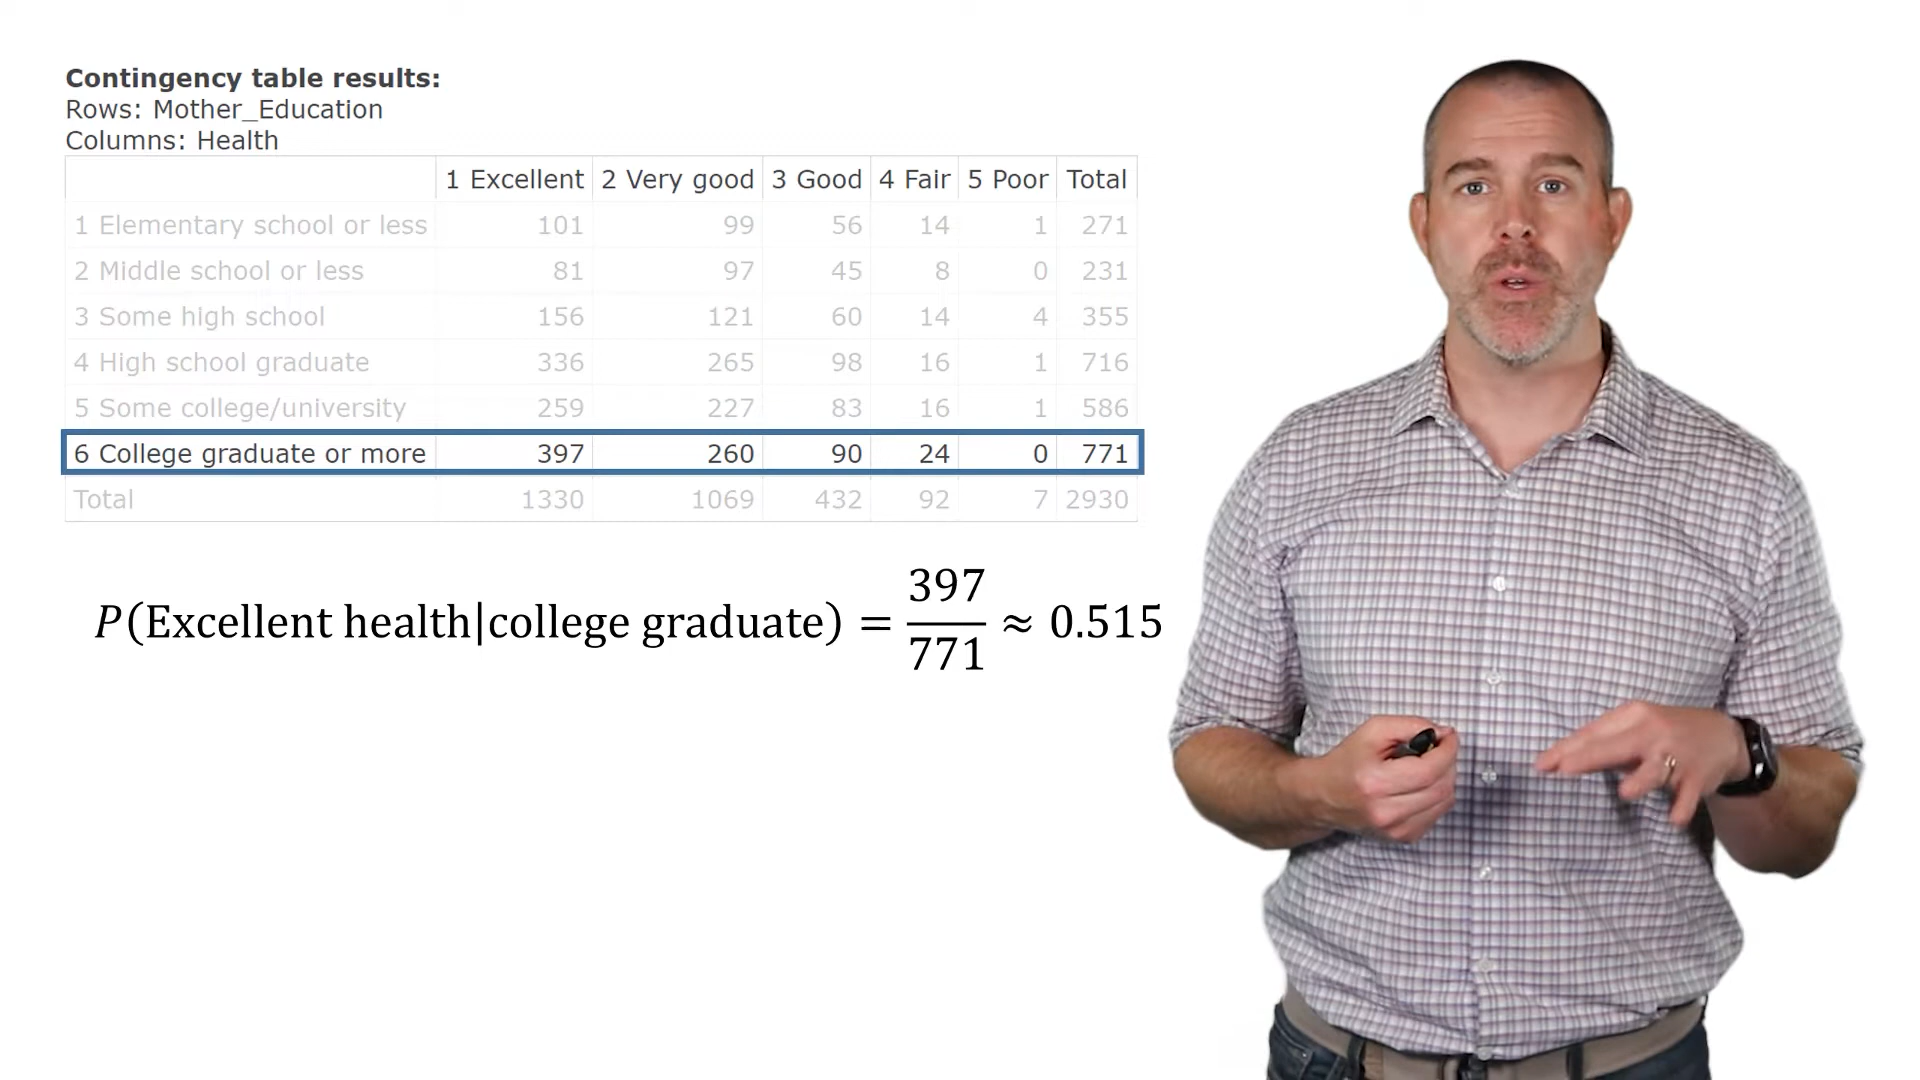 Contingency table results:
Rows: Mother_Education
Columns: Health
1 Excellent 2 Very good 3 Good 4 Fair 5 Poor Total
1 Elementary school or less 101 99 56 14 1 271
2 Middle school or less 81 97 45 8 0 231
3 Some high school 156 121 60 14 4 355
4 High school graduate 336 265 98 16 1 716
5 Some college/university 259 227 83 16 1 586
6 College graduate or more 397 260 90 24 0 771
Total 1330 1069 432 92 7 2930
P(Excellent health|college graduate) = 397/771 ≈ 0.515